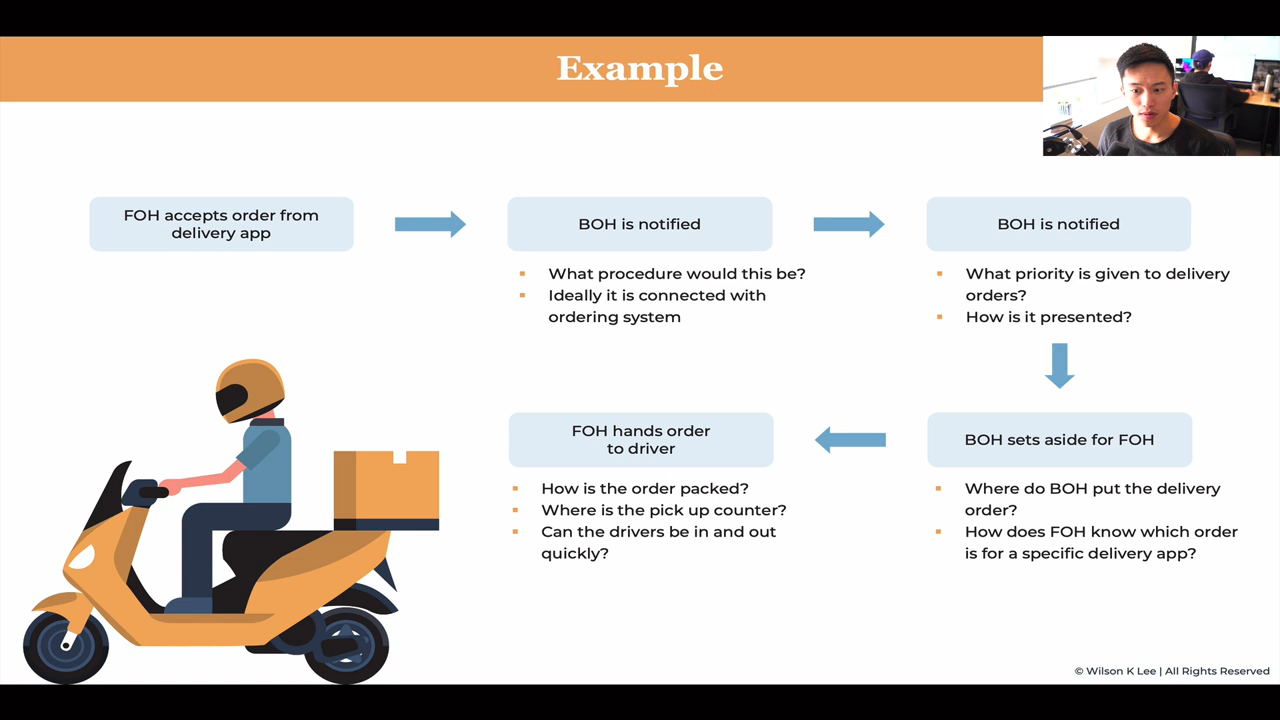 Example
FOH accepts order from
delivery app
BOH is notified
What procedure would this be?
Ideally it is connected with
ordering system
BOH is notified
What priority is given to delivery
orders?
How is it presented?
BOH sets aside for FOH
Where do BOH put the delivery
order?
How does FOH know which order
is for a specific delivery app?
FOH hands order
to driver
How is the order packed?
Where is the pick up counter?
Can the drivers be in and out
quickly?
© Wilson K Lee | All Rights Reserved